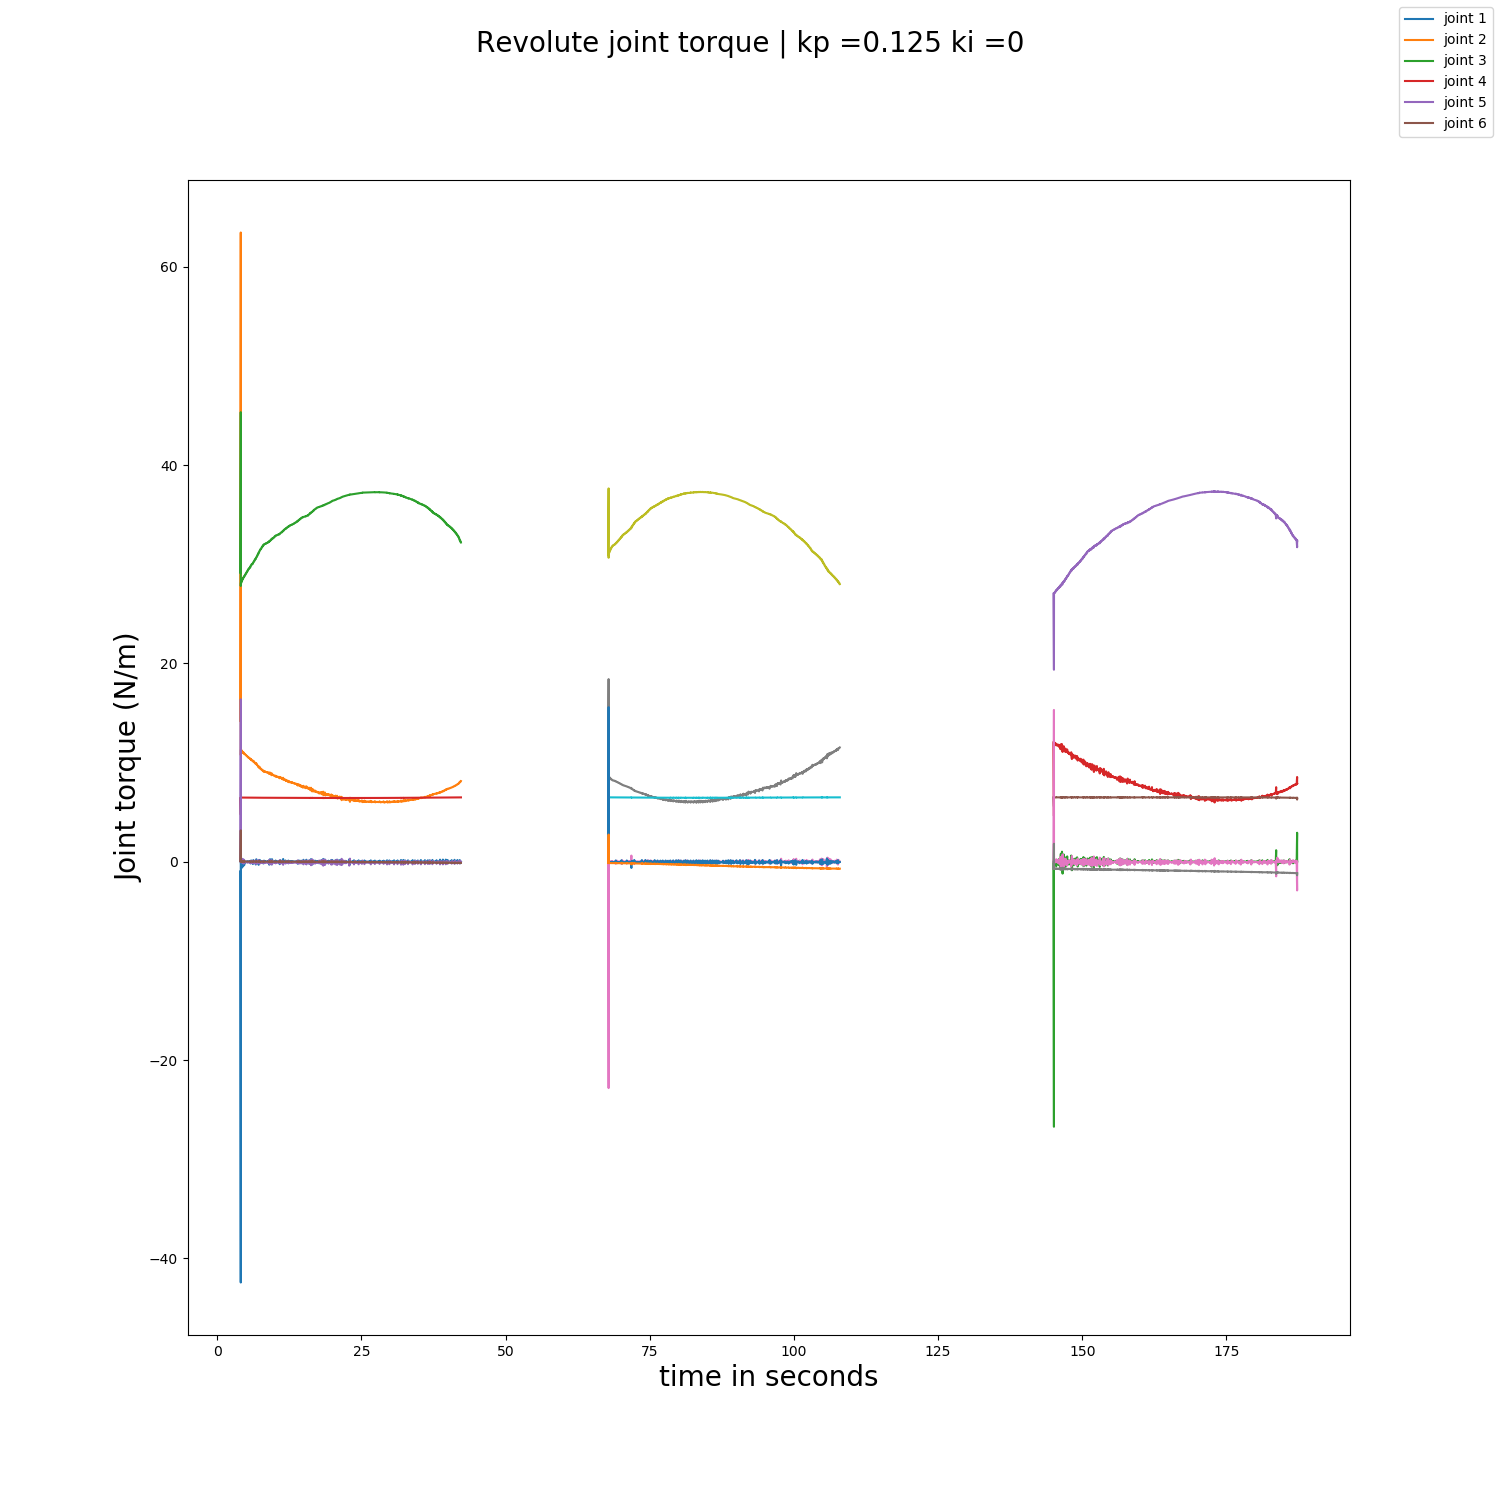 Revolute joint torque | kp =0.125 ki =0
joint 1
joint 2
joint 3
joint 4
joint 5
joint 6
Joint torque (N/m)
60
40
20
0
−20
−40
0 25 50 75 100 125 150 175
time in seconds